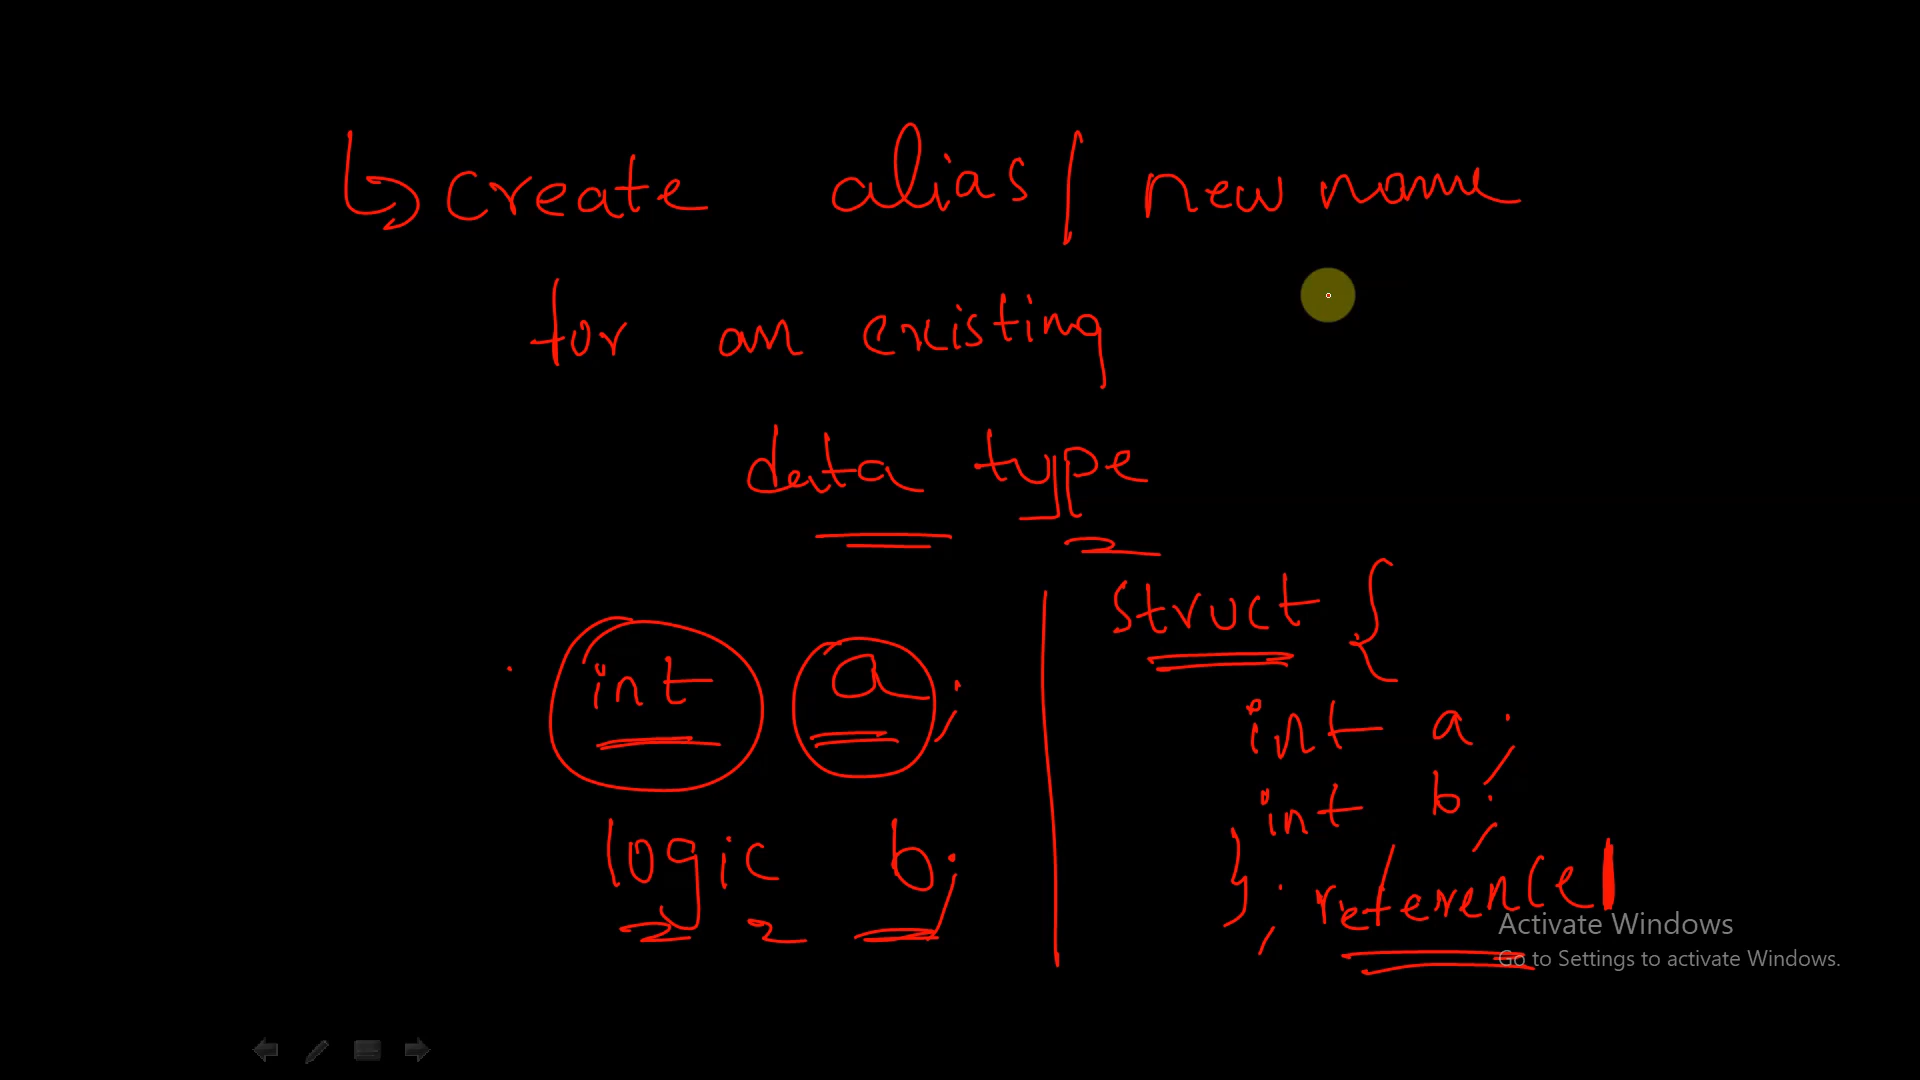 ↳ create alias / new name
for an existing
data type
int a;
logic b;
struct {
int a;
int b;
}; reference1
Activate Windows
Go to Settings to activate Windows.